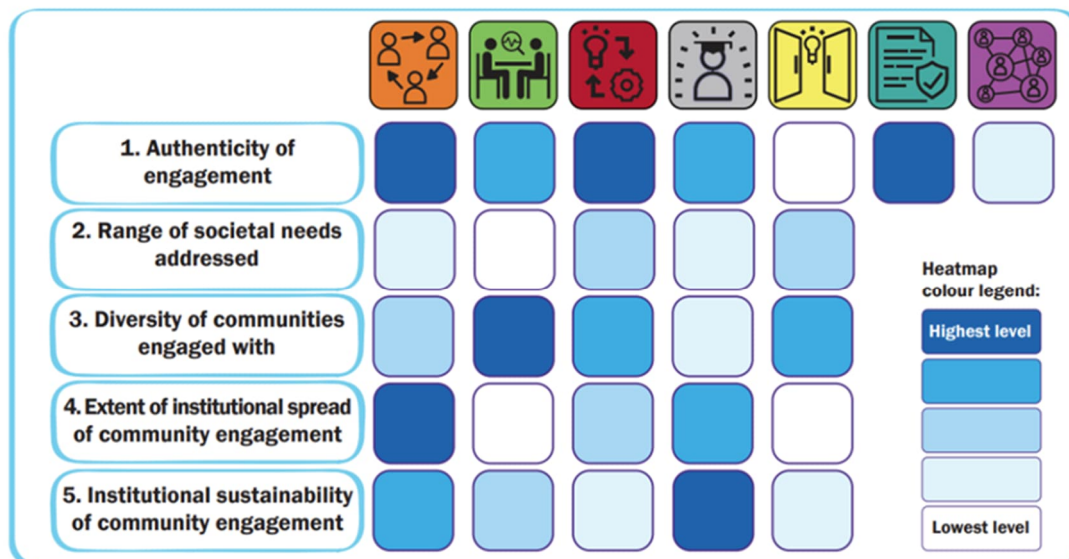 1. Authenticity of
engagement
2. Range of societal needs
addressed
3. Diversity of communities
engaged with
4. Extent of institutional spread
of community engagement
5. Institutional sustainability
of community engagement
Heatmap
colour legend:
Highest level
Lowest level